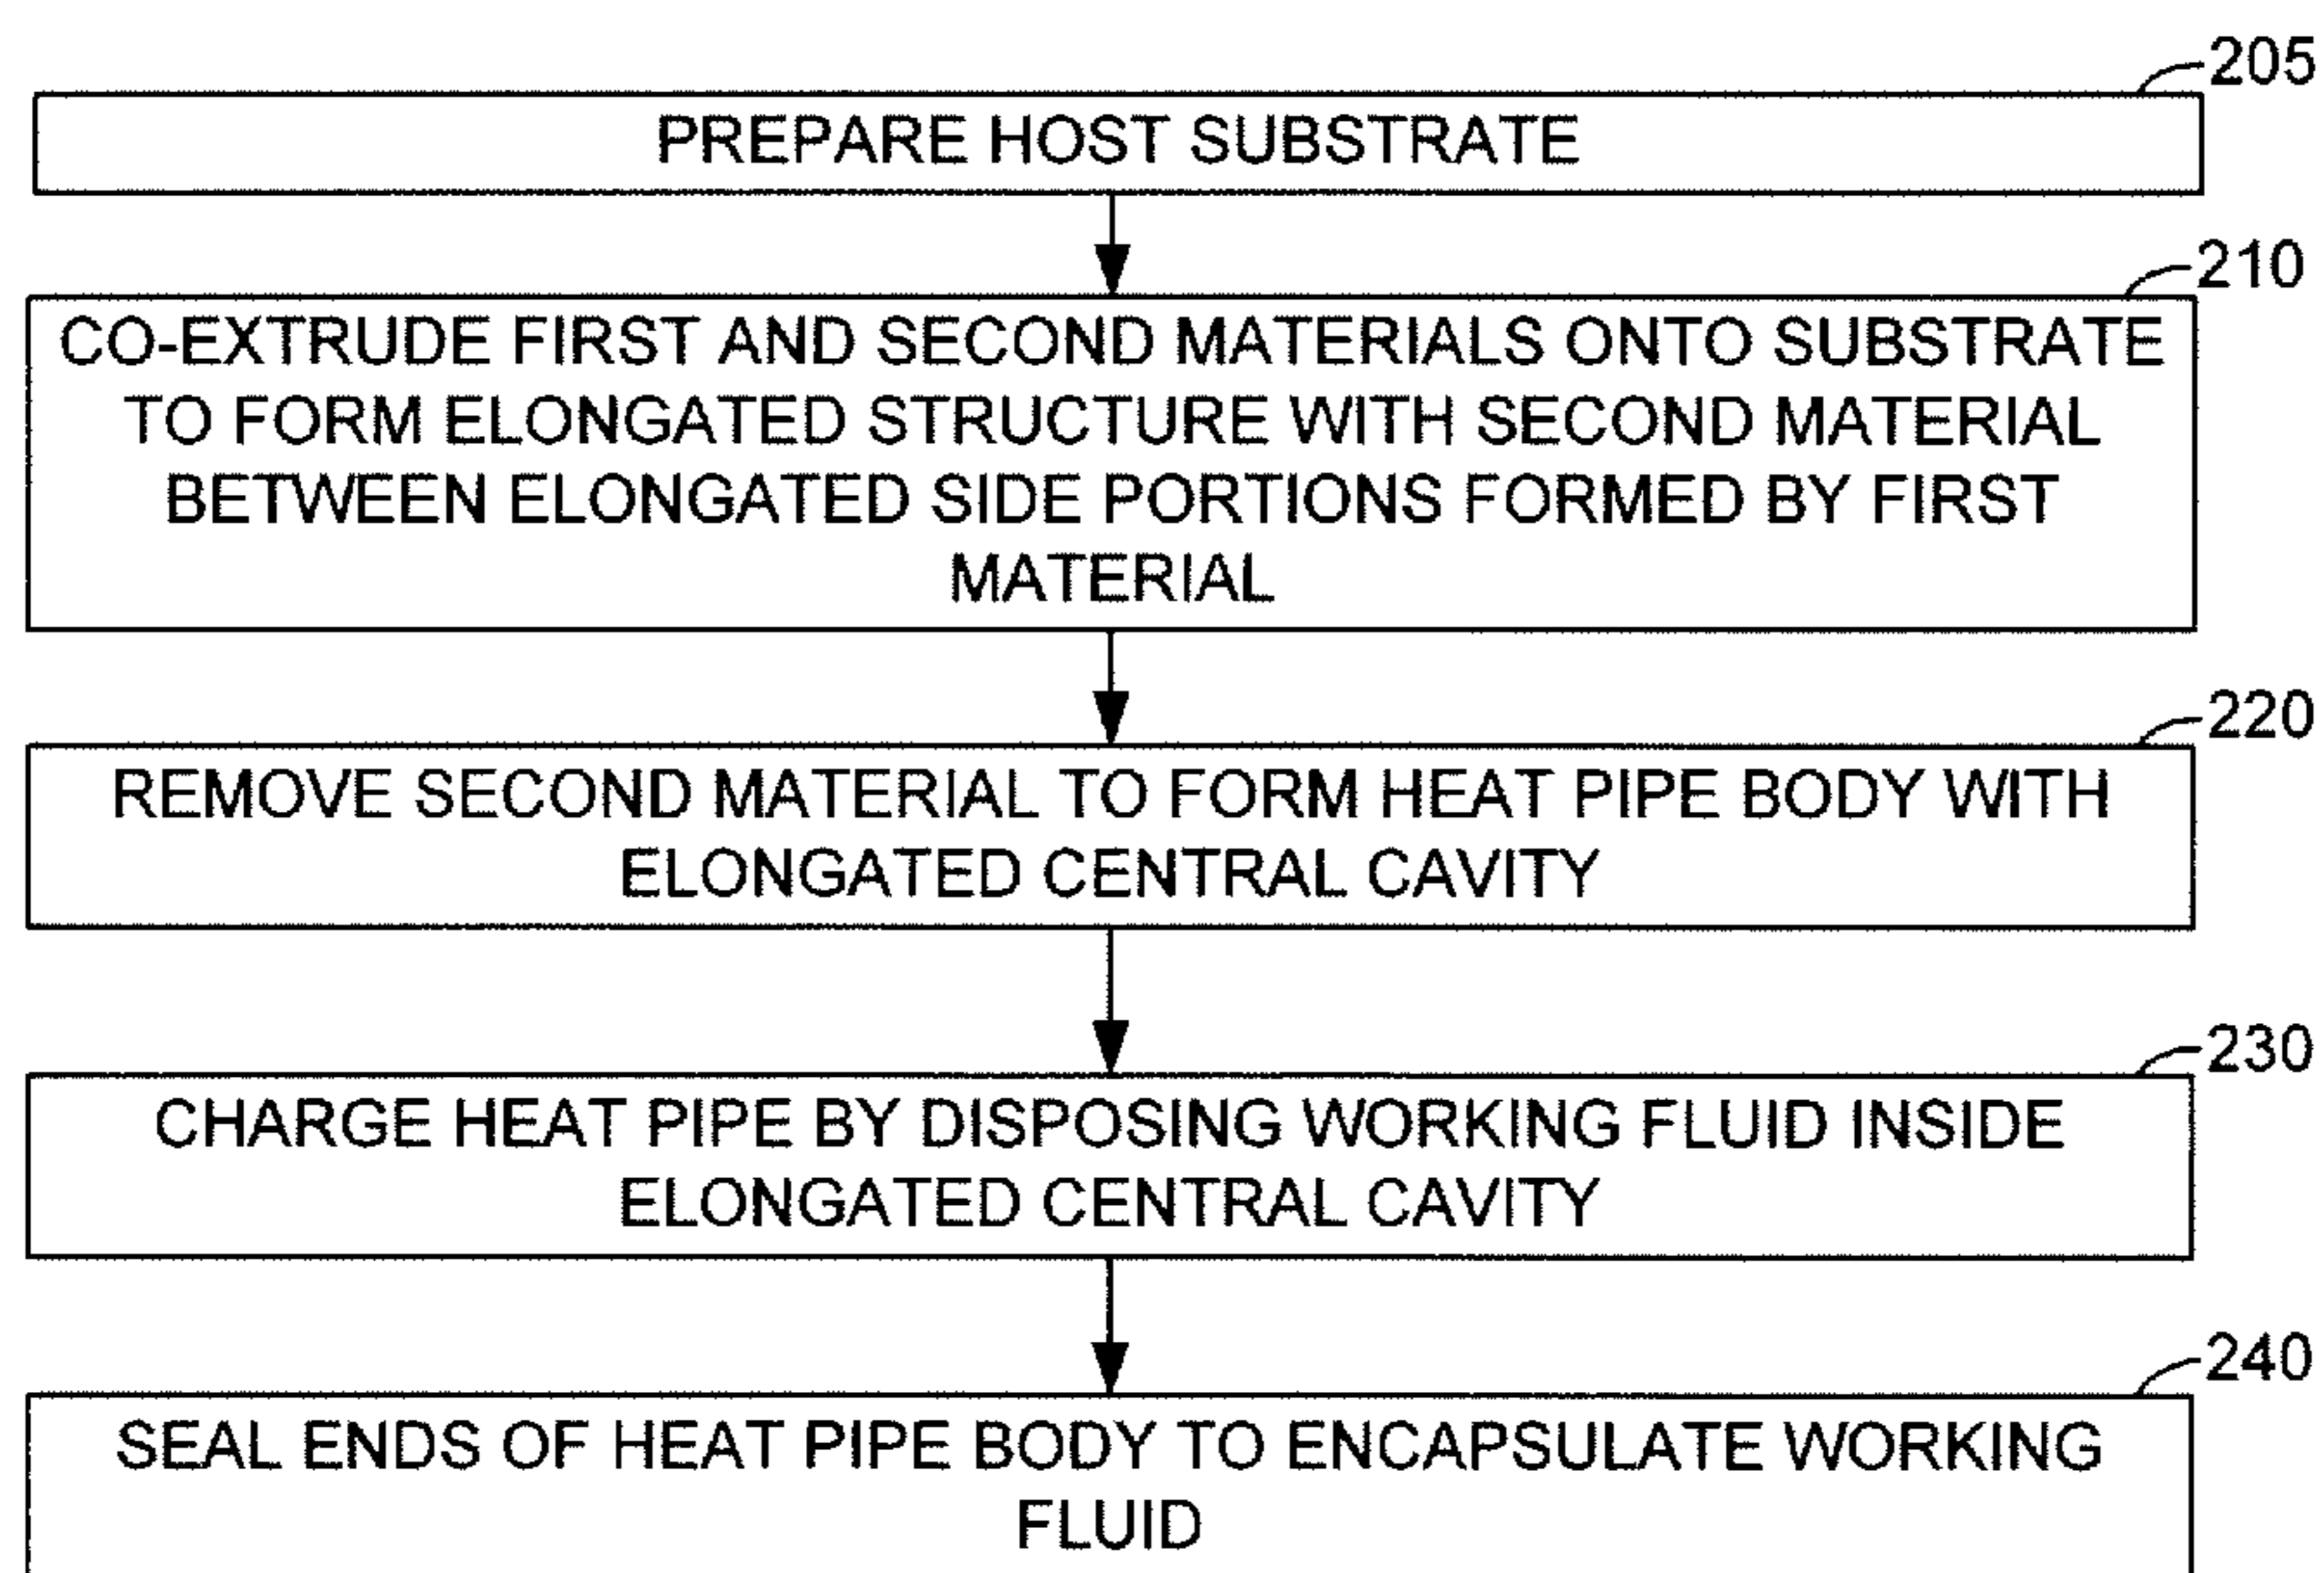 205
PREPARE HOST SUBSTRATE
210
CO-EXTRUDE FIRST AND SECOND MATERIALS ONTO SUBSTRATE
TO FORM ELONGATED STRUCTURE WITH SECOND MATERIAL
BETWEEN ELONGATED SIDE PORTIONS FORMED BY FIRST
MATERIAL
220
REMOVE SECOND MATERIAL TO FORM HEAT PIPE BODY WITH
ELONGATED CENTRAL CAVITY
230
CHARGE HEAT PIPE BY DISPOSING WORKING FLUID INSIDE
ELONGATED CENTRAL CAVITY
240
SEAL ENDS OF HEAT PIPE BODY TO ENCAPSULATE WORKING
FLUID